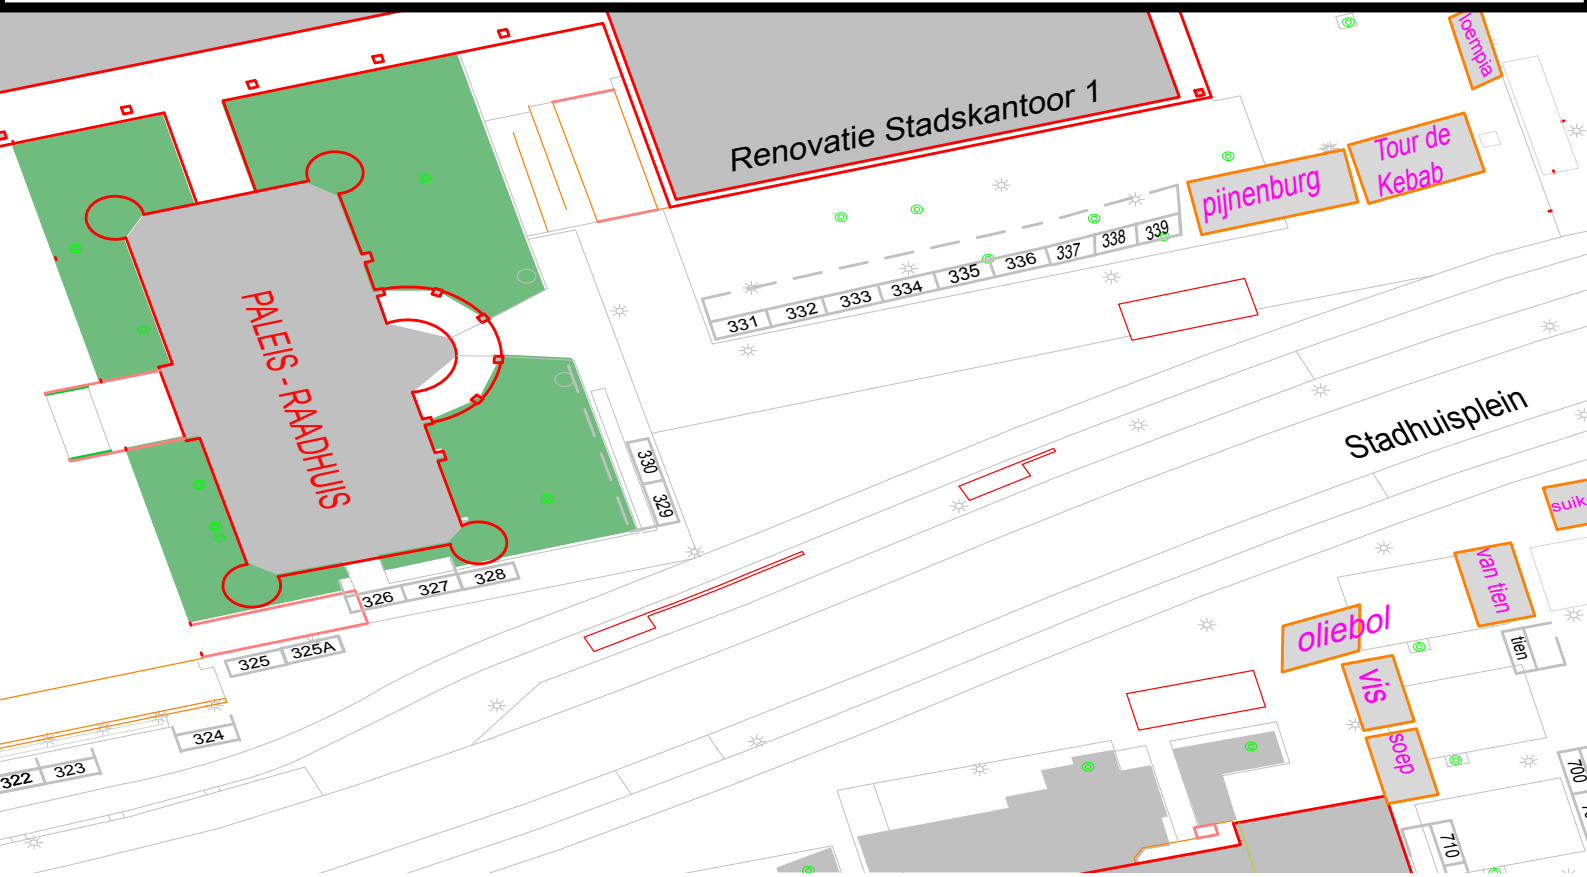 loempia
Renovatie Stadskantoor 1
Tour de
Kebab
pijnenburg
339
338
337
336
335
334
333
332
331
PALEIS - RAADHUIS
Stadhuisplein
330
329
suik
328
327
326
van tien
oliebol
tien
325A
325
vis
324
soep
323
322
700
710